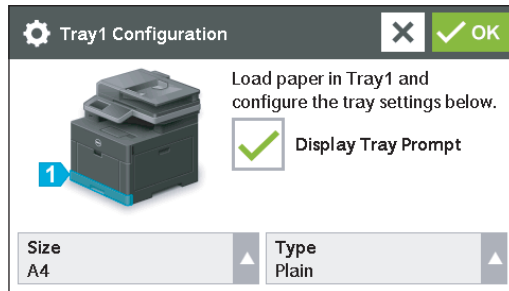 Tray1 Configuration
OK
Load paper in Tray1 and
configure the tray settings below.
Display Tray Prompt
1
Size
A4
Type
Plain